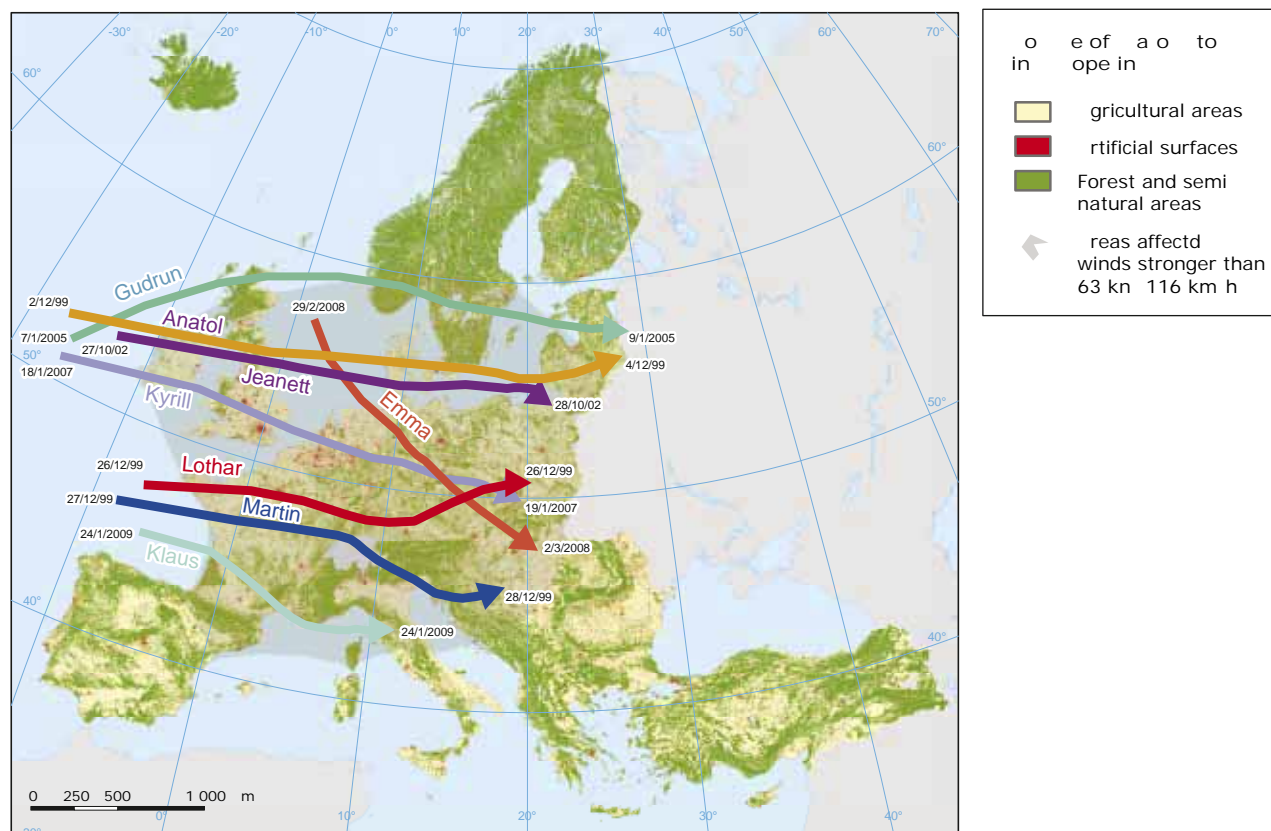 -30°
-20°
-10°
0°
10°
20°
30°
40°
50°
60°
70°
60°
60°
50°
50°
40°
40°
0°
10°
20°
30°
40°
Gudrun
2/12/99
Anatol
29/2/2008
7/1/2005
27/10/02
18/1/2007
Jeanett
Kyrill
Emma
9/1/2005
4/12/99
28/10/02
26/12/99
Lothar
26/12/99
27/12/99
Martin
19/1/2007
24/1/2009
Klaus
2/3/2008
28/12/99
24/1/2009
0 250 500 1 000 m
o e of a o to
in ope in
gricultural areas
rtificial surfaces
Forest and semi
natural areas
reas affectd
winds stronger than
63 kn 116 km h